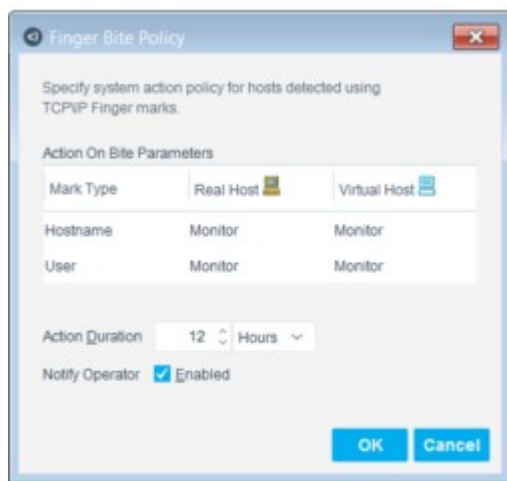 Finger Bite Policy
Specify system action policy for hosts detected using
TCP\IP Finger marks.
Action On Bite Parameters
Mark Type Real Host Virtual Host
Hostname Monitor Monitor
User Monitor Monitor
Action Duration 12 Hours
Notify Operator Enabled
OK Cancel